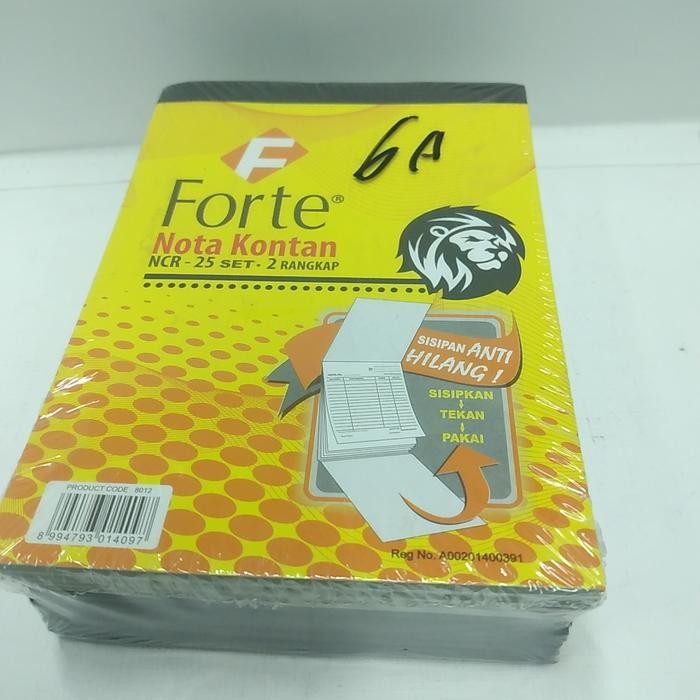 6A
F
Forte®
Nota Kontan
NCR - 25 SET - 2 RANGKAP
SISIPAN ANTI
HILANG !
SISIPKAN
TEKAN
PAKAI
PRODUCT CODE 8012
8 994793 014097
Reg No. A00201400391